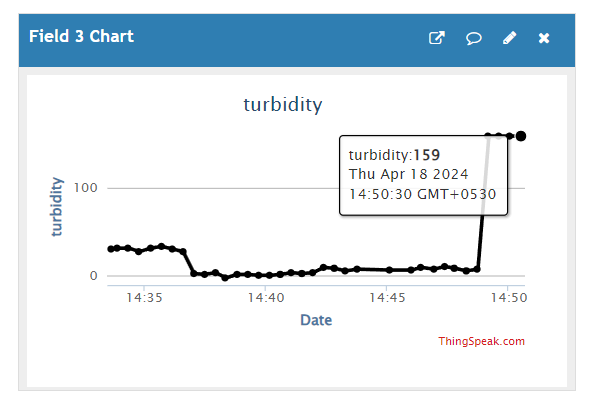 Field 3 Chart
turbidity
turbidity:159
Thu Apr 18 2024
14:50:30 GMT+0530
turbidity
100
0
14:35 14:40 14:45 14:50
Date
ThingSpeak.com